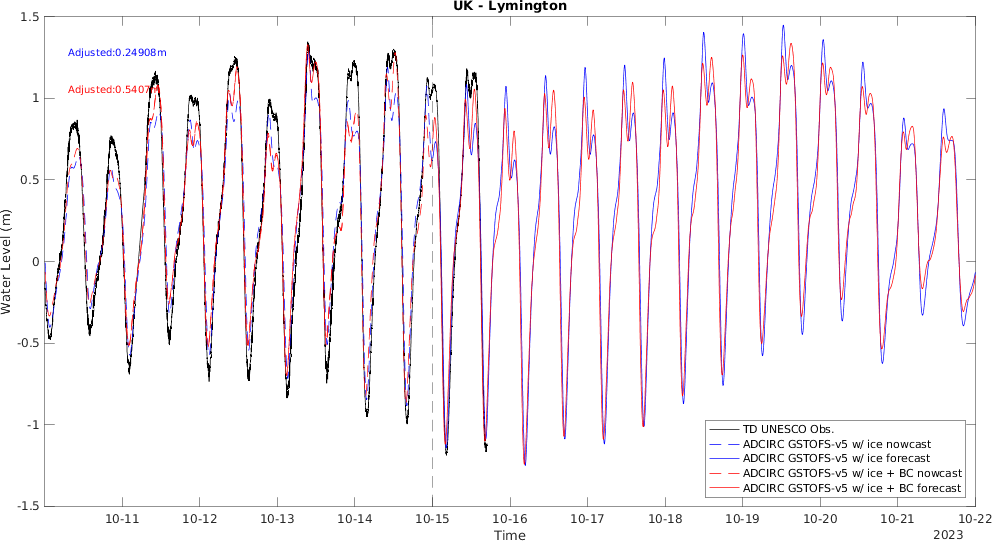 UK - Lymington
Adjusted:0.24908m
Adjusted:0.5407
Water Level (m)
1.5
1
0.5
0
-0.5
-1
-1.5
10-11 10-12 10-13 10-14 10-15 10-16 10-17 10-18 10-19 10-20 10-21 10-22
Time
2023
TD UNESCO Obs.
ADCIRC GSTOFS-v5 w/ ice nowcast
ADCIRC GSTOFS-v5 w/ ice forecast
ADCIRC GSTOFS-v5 w/ ice + BC nowcast
ADCIRC GSTOFS-v5 w/ ice + BC forecast